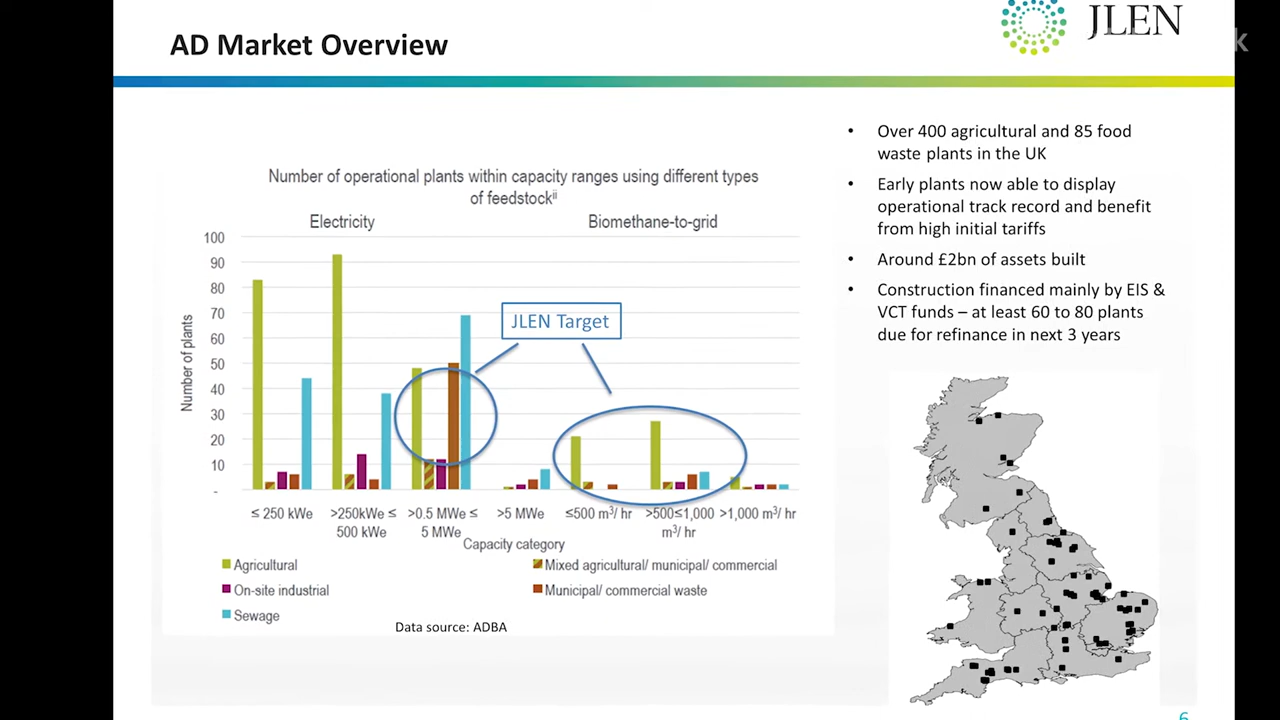 AD Market Overview
JLEN
k
Number of operational plants within capacity ranges using different types
of feedstockii
Electricity
Biomethane-to-grid
100
90
80
70
60
50
40
30
20
10
-
Number of plants
JLEN Target
≤ 250 kWe
>250kWe ≤
500 kWe
>0.5 MWe ≤
5 MWe
>5 MWe
≤500 m³/ hr
>500≤1,000
m³/ hr
>1,000 m³/ hr
Capacity category
Agricultural
Mixed agricultural/ municipal/ commercial
On-site industrial
Municipal/ commercial waste
Sewage
Data source: ADBA
• Over 400 agricultural and 85 food
waste plants in the UK
• Early plants now able to display
operational track record and benefit
from high initial tariffs
• Around £2bn of assets built
• Construction financed mainly by EIS &
VCT funds – at least 60 to 80 plants
due for refinance in next 3 years
6